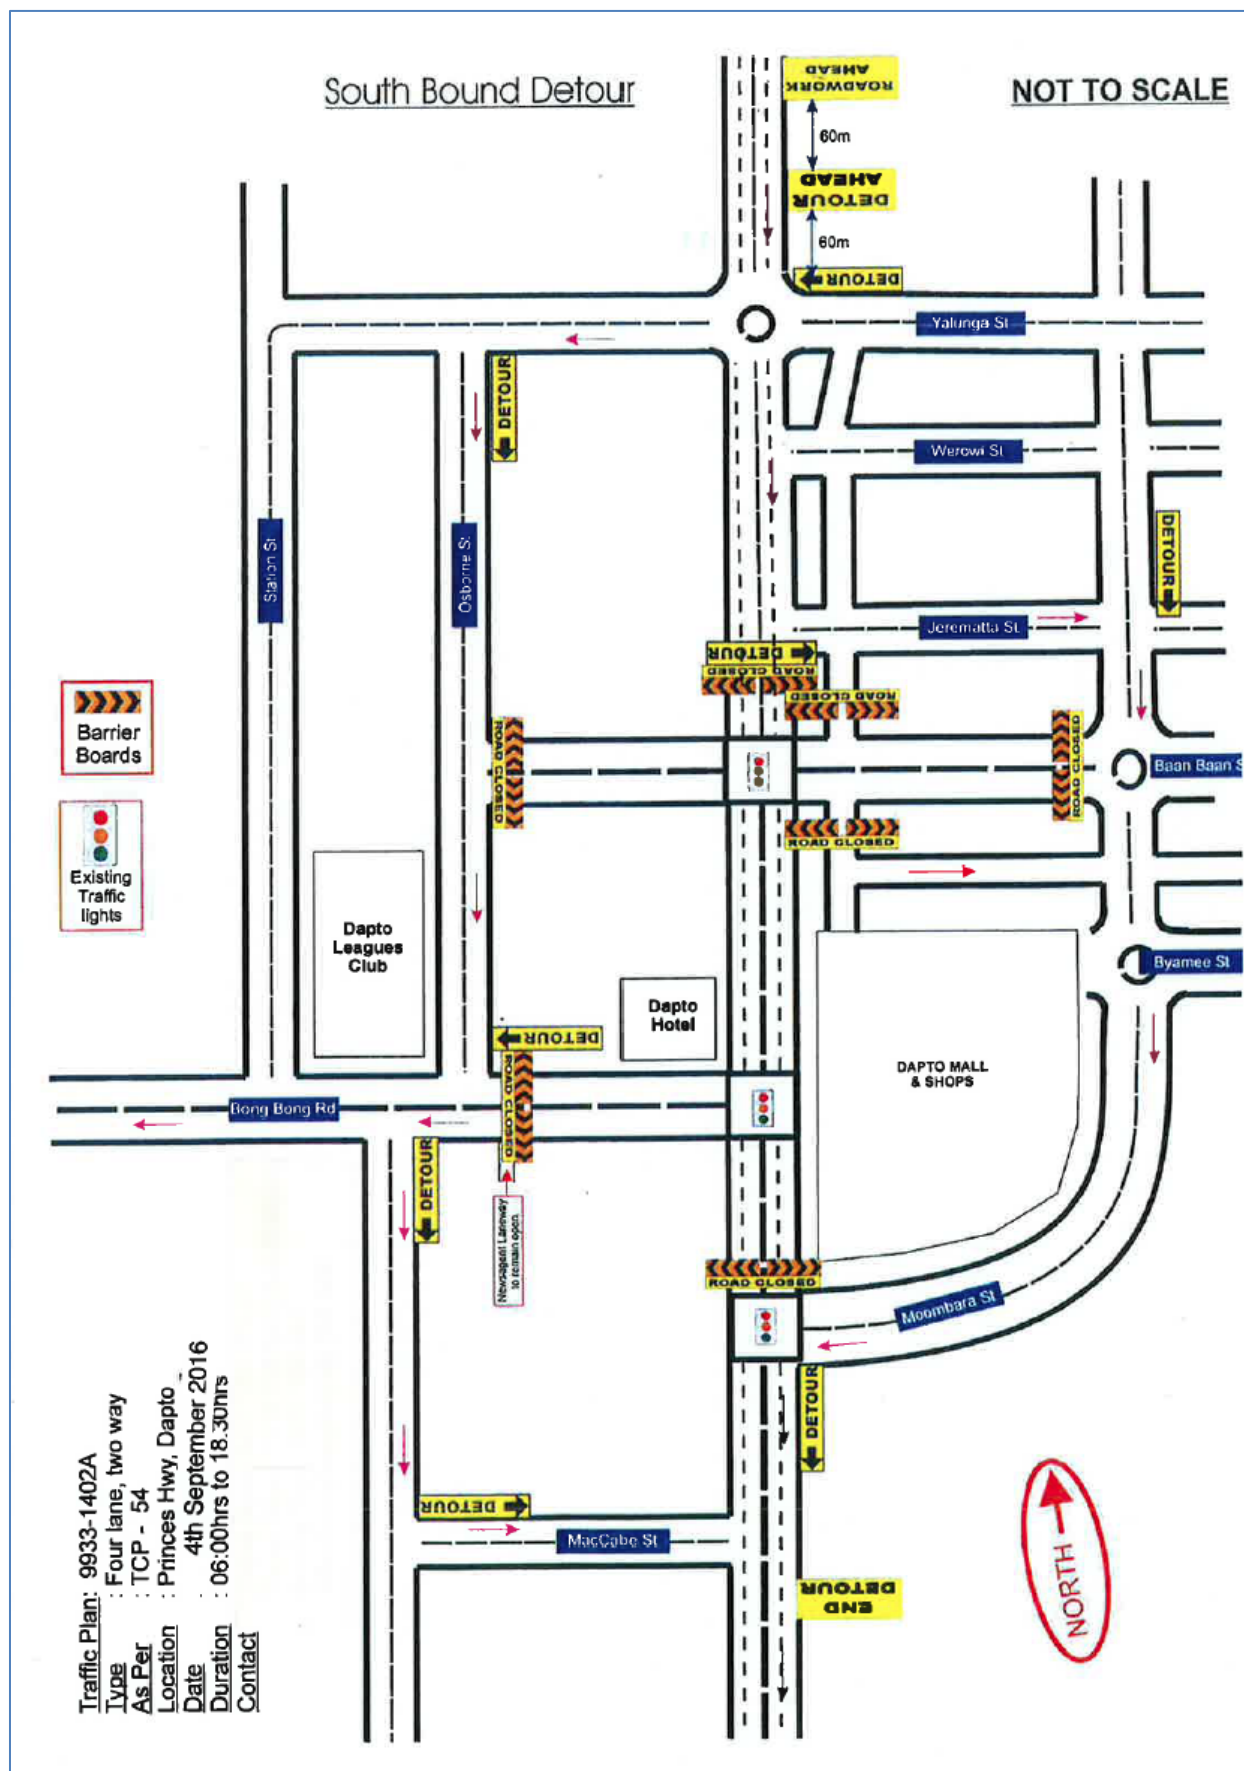 South Bound Detour
NOT TO SCALE
ROADWORK
AHEAD
60m
DETOUR
AHEAD
60m
DETOUR
Yalunga St
DETOUR
Werowi St
Station St
Osborne St
DETOUR
Jerematta St
DETOUR
ROAD CLOSED
ROAD CLOSED
ROAD CLOSED
ROAD CLOSED
Barrier
Boards
Baan Baan S
ROAD CLOSED
Existing
Traffic
lights
Dapto
Leagues
Club
Dapto
Hotel
Byamee St
DETOUR
ROAD CLOSED
DAPTO MALL
& SHOPS
Bong Bong Rd
DETOUR
Newsagent Laneway
to remain open.
ROAD CLOSED
Moombara St
DETOUR
DETOUR
MacCabe St
END
DETOUR
NORTH
Traffic Plan: 9933-1402A
Type : Four lane, two way
As Per : TCP - 54
Location : Princes Hwy, Dapto
Date : 4th September 2016
Duration : 06:00hrs to 18.30hrs
Contact